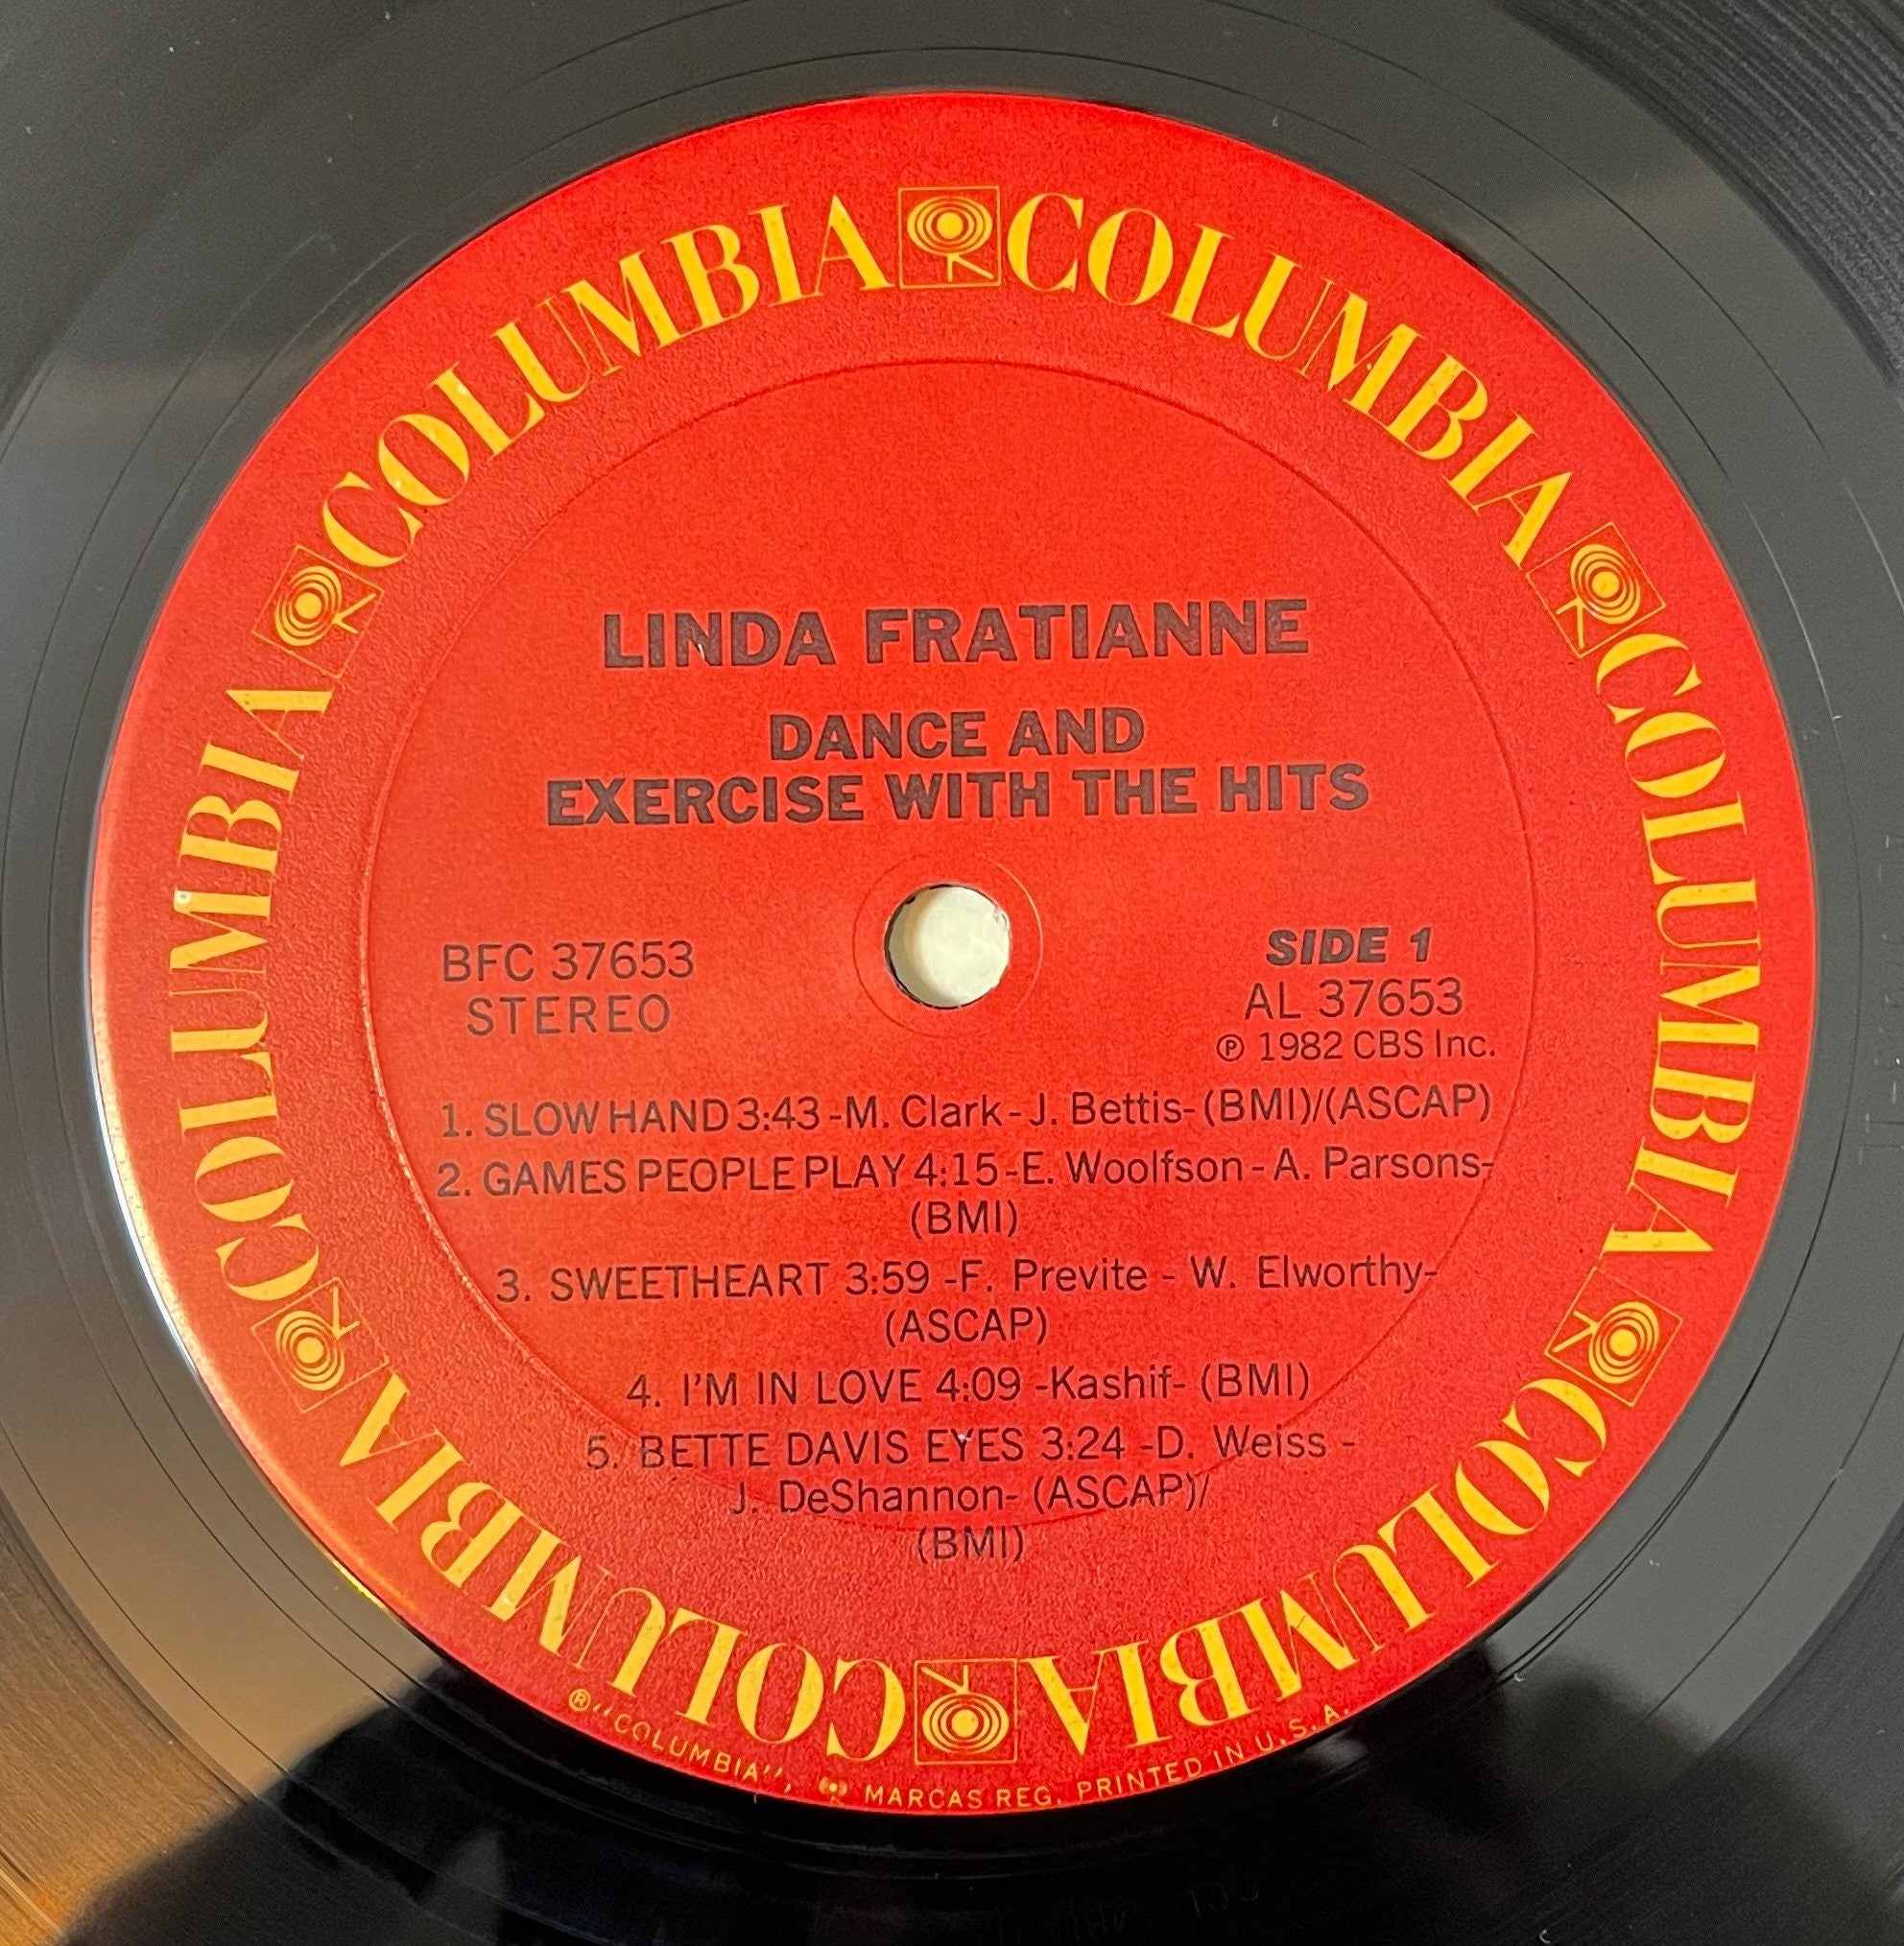 COLUMBIA COLUMBIA COLUMBIA COLUMBIA COLUMBIA COLUMBIA
LINDA FRATIANNE
DANCE AND
EXERCISE WITH THE HITS
BFC 37653
STEREO
SIDE 1
AL 37653
℗ 1982 CBS Inc.
1. SLOW HAND 3:43 -M. Clark - J. Bettis- (BMI)/(ASCAP)
2. GAMES PEOPLE PLAY 4:15 -E. Woolfson - A. Parsons-
(BMI)
3. SWEETHEART 3:59 -F. Previte - W. Elworthy-
(ASCAP)
4. I'M IN LOVE 4:09 -Kashif- (BMI)
5. BETTE DAVIS EYES 3:24 -D. Weiss -
J. DeShannon- (ASCAP)/
(BMI)
® "COLUMBIA", MARCAS REG. PRINTED IN U.S.A.